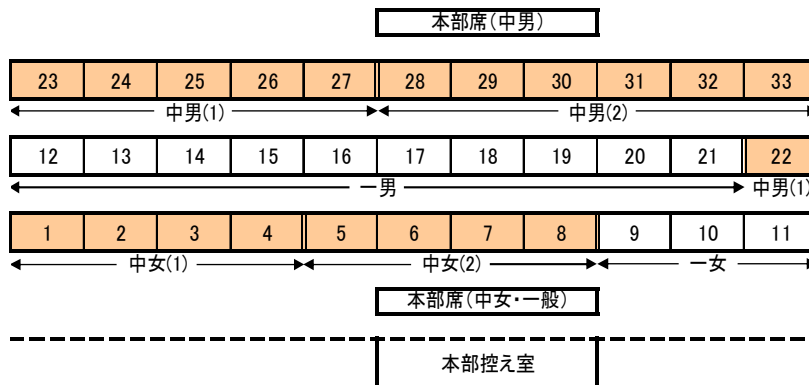 本部席(中男)
23 24 25 26 27 28 29 30 31 32 33
中男(1) 中男(2)
12 13 14 15 16 17 18 19 20 21 22
一男 中男(1)
1 2 3 4 5 6 7 8 9 10 11
中女(1) 中女(2) 一女
本部席(中女・一般)
本部控え室